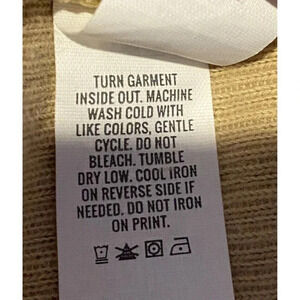 TURN GARMENT
INSIDE OUT. MACHINE
WASH COLD WITH
LIKE COLORS, GENTLE
CYCLE. DO NOT
BLEACH. TUMBLE
DRY LOW. COOL IRON
ON REVERSE SIDE IF
NEEDED. DO NOT IRON
ON PRINT.